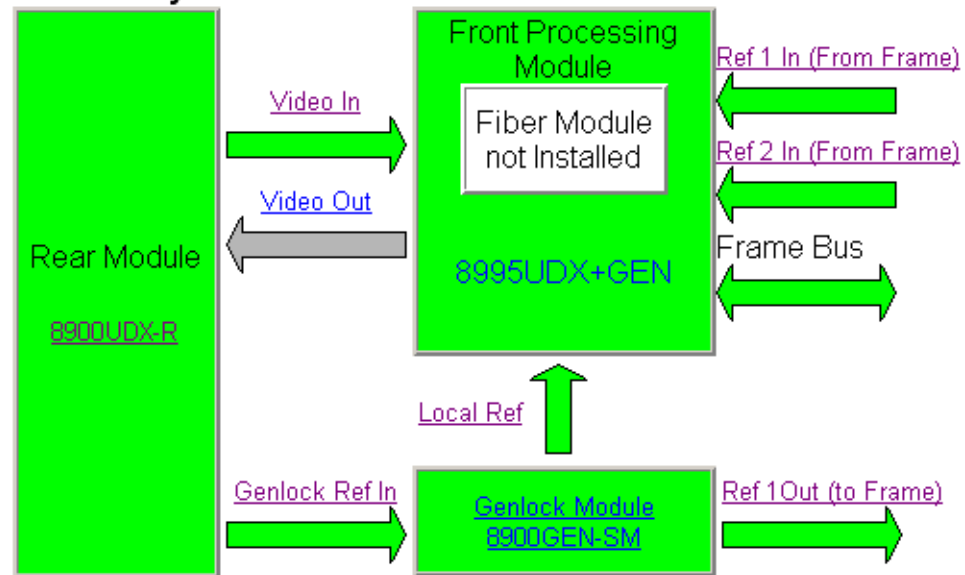 Front Processing
Module
Ref 1 In (From Frame)
Video In
Fiber Module
not Installed
Ref 2 In (From Frame)
Video Out
Rear Module
Frame Bus
8995UDX+GEN
8900UDX-R
Local Ref
Genlock Ref In
Genlock Module
8900GEN-SM
Ref 1Out (to Frame)